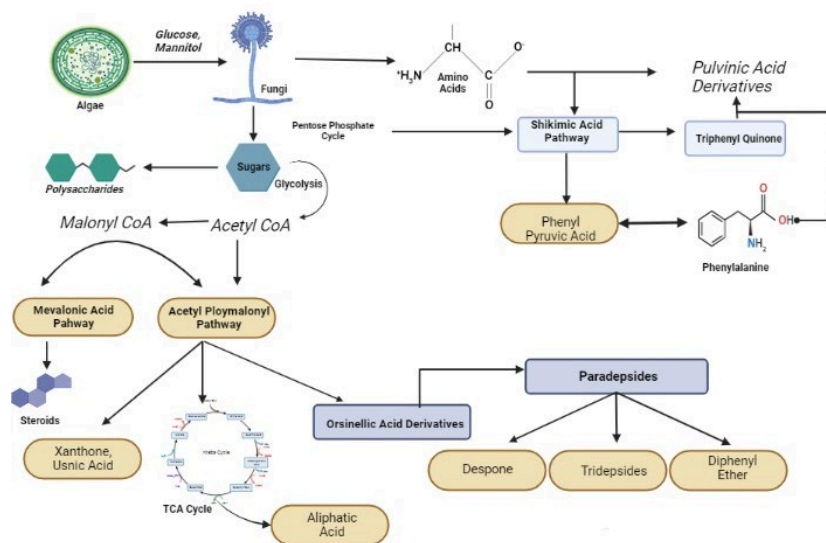 Glucose,
Mannitol
Algae
Fungi
⁺H₃N
Amino
Acids
C
O⁻
O
Pulvinic Acid
Derivatives
Pentose Phosphate
Cycle
Shikimic Acid
Pathway
Triphenyl Quinone
Sugars
Glycolysis
Polysaccharides
Malonyl CoA
Acetyl CoA
Phenyl
Pyruvic Acid
O
OH
NH₂
Phenylalanine
Mevalonic Acid
Pahway
Acetyl Ploymalonyl
Pathway
Steroids
Xanthone,
Usnic Acid
Krebs Cycle
TCA Cycle
Aliphatic
Acid
Orsinellic Acid Derivatives
Paradepsides
Despone
Tridepsides
Diphenyl
Ether